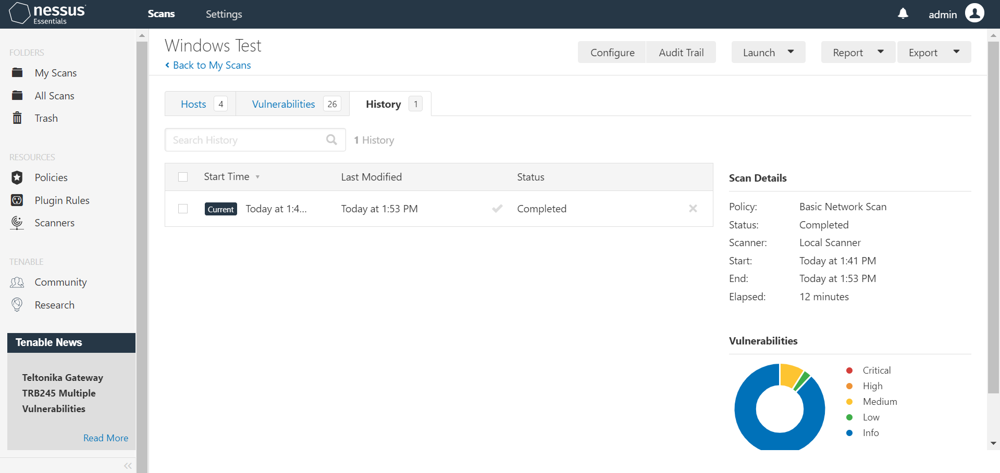 nessus
Essentials
Scans
Settings
admin
FOLDERS
My Scans
All Scans
Trash
RESOURCES
Policies
Plugin Rules
Scanners
TENABLE
Community
Research
Tenable News
Teltonika Gateway
TRB245 Multiple
Vulnerabilities
Read More
Windows Test
Back to My Scans
Configure
Audit Trail
Launch
Report
Export
Hosts 4
Vulnerabilities 26
History 1
Search History
1 History
Start Time Last Modified Status
Current Today at 1:4... Today at 1:53 PM Completed
Scan Details
Policy: Basic Network Scan
Status: Completed
Scanner: Local Scanner
Start: Today at 1:41 PM
End: Today at 1:53 PM
Elapsed: 12 minutes
Vulnerabilities
Critical
High
Medium
Low
Info